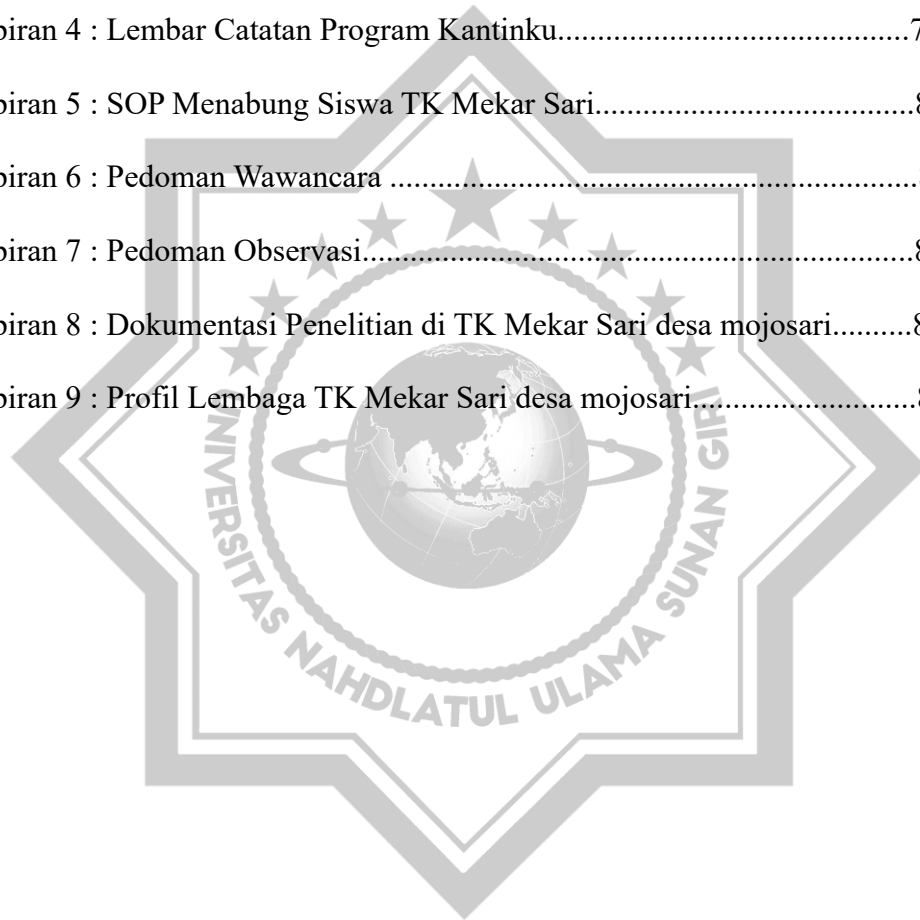 piran 4 : Lembar Catatan Program Kantinku..........................................7
piran 5 : SOP Menabung Siswa TK Mekar Sari......................................8
piran 6 : Pedoman Wawancara ................................................................8
piran 7 : Pedoman Observasi...................................................................8
piran 8 : Dokumentasi Penelitian di TK Mekar Sari desa mojosari..........8
piran 9 : Profil Lembaga TK Mekar Sari desa mojosari...........................8
UNIVERSITAS NAHDLATUL ULAMA SUNAN GIRI